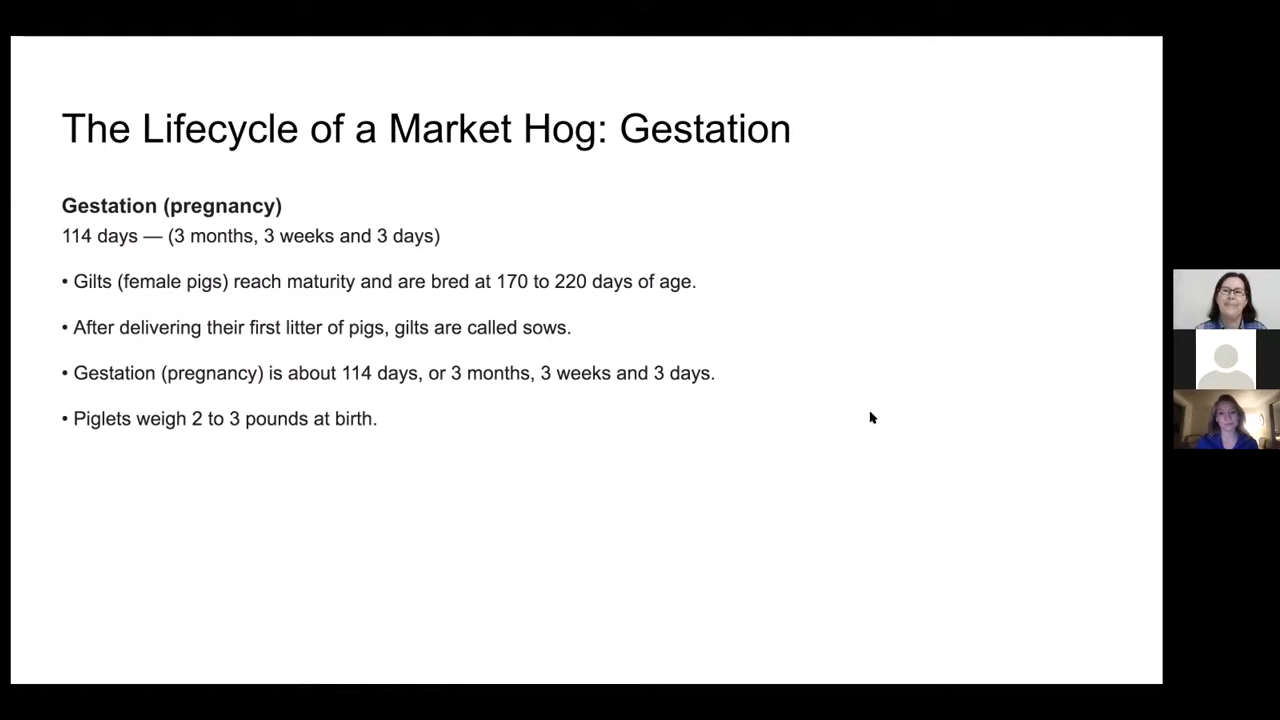 The Lifecycle of a Market Hog: Gestation
Gestation (pregnancy)
114 days — (3 months, 3 weeks and 3 days)
• Gilts (female pigs) reach maturity and are bred at 170 to 220 days of age.
• After delivering their first litter of pigs, gilts are called sows.
• Gestation (pregnancy) is about 114 days, or 3 months, 3 weeks and 3 days.
• Piglets weigh 2 to 3 pounds at birth.